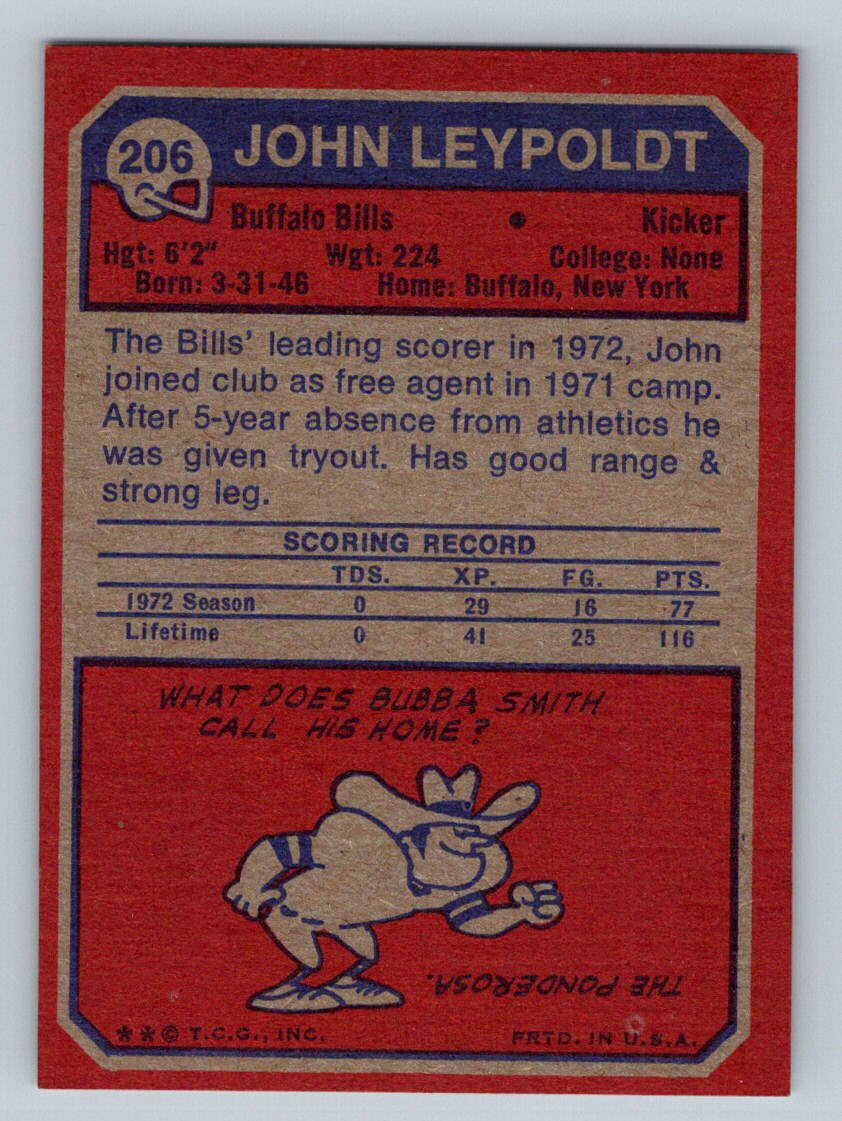 206 JOHN LEYPOLDT
Buffalo Bills • Kicker
Hgt: 6'2" Wgt: 224 College: None
Born: 3-31-46 Home: Buffalo, New York
The Bills' leading scorer in 1972, John
joined club as free agent in 1971 camp.
After 5-year absence from athletics he
was given tryout. Has good range &
strong leg.
SCORING RECORD
TDS. XP. FG. PTS.
1972 Season 0 29 16 77
Lifetime 0 41 25 116
WHAT DOES BUBBA SMITH
CALL HIS HOME?
THE PONDEROSA.
* * © T.C.G., INC. PRTD. IN U.S.A.